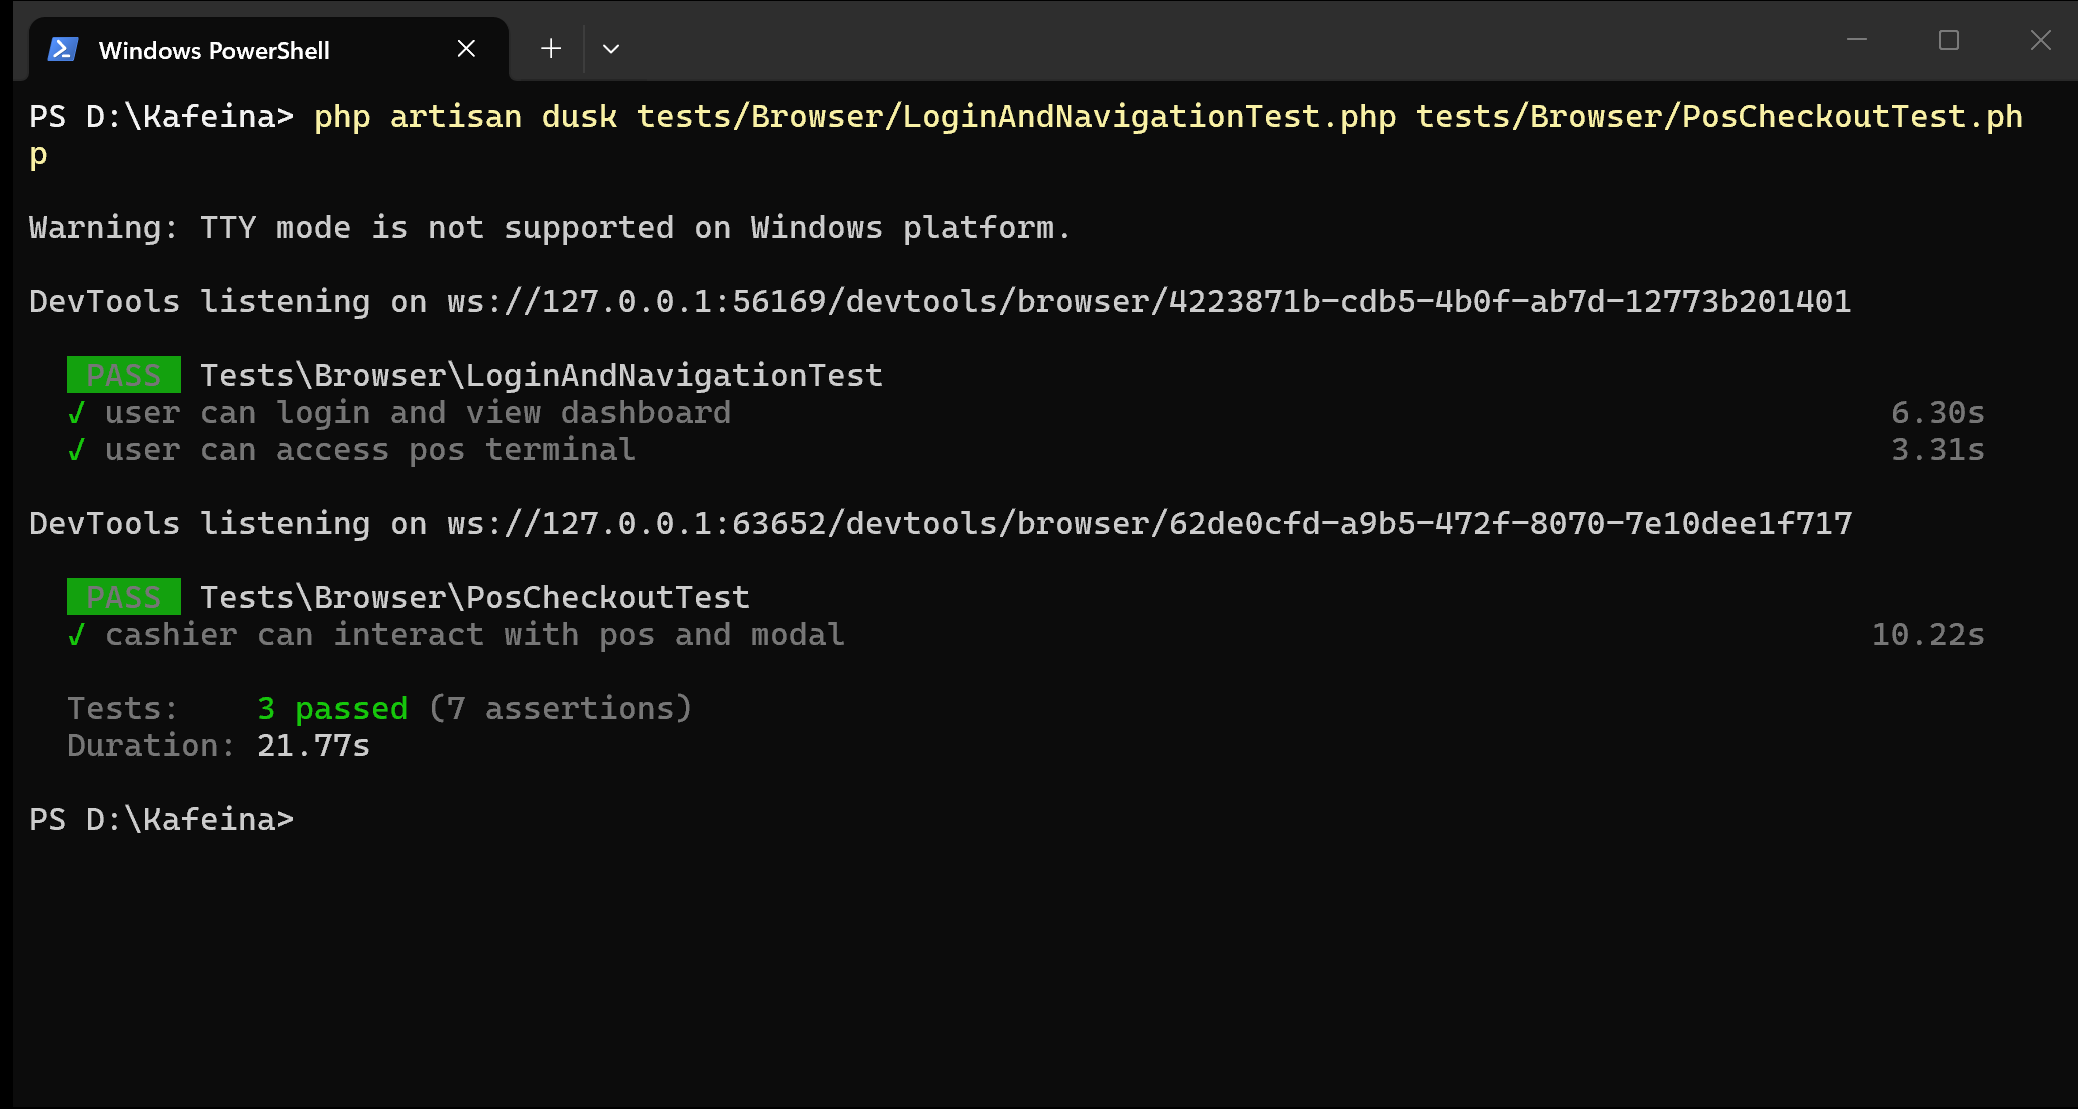 Windows PowerShell
PS D:\Kafeina> php artisan dusk tests/Browser/LoginAndNavigationTest.php tests/Browser/PosCheckoutTest.ph
p
Warning: TTY mode is not supported on Windows platform.
DevTools listening on ws://127.0.0.1:56169/devtools/browser/4223871b-cdb5-4b0f-ab7d-12773b201401
PASS Tests\Browser\LoginAndNavigationTest
✓ user can login and view dashboard 6.30s
✓ user can access pos terminal 3.31s
DevTools listening on ws://127.0.0.1:63652/devtools/browser/62de0cfd-a9b5-472f-8070-7e10dee1f717
PASS Tests\Browser\PosCheckoutTest
✓ cashier can interact with pos and modal 10.22s
Tests: 3 passed (7 assertions)
Duration: 21.77s
PS D:\Kafeina>